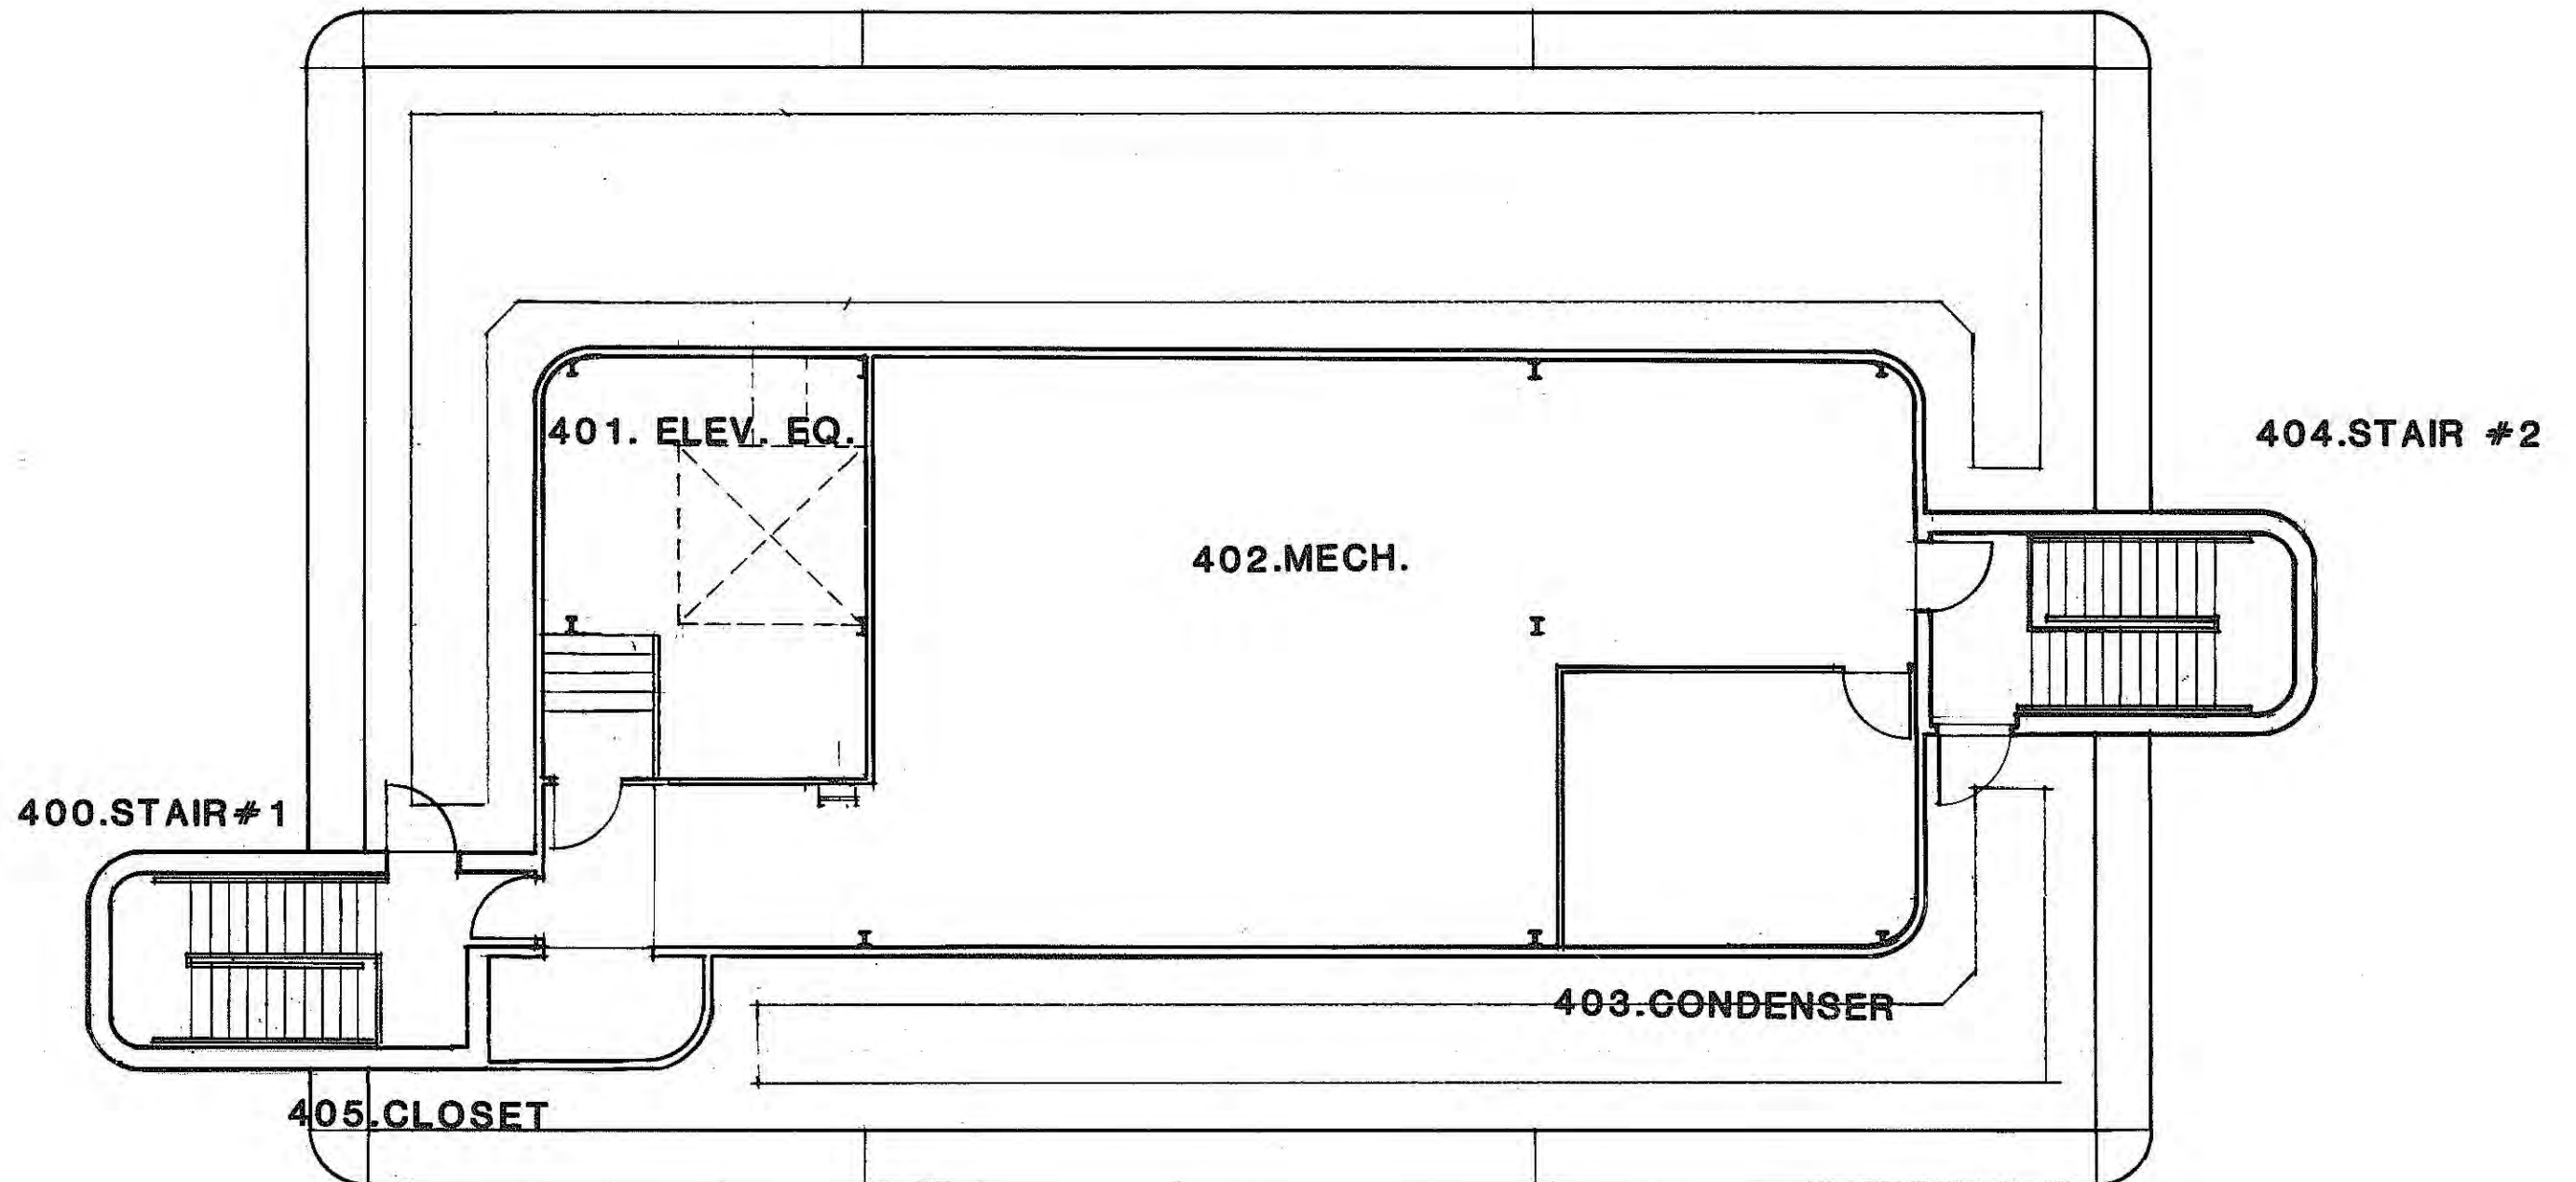 401. ELEV. EQ.
404.STAIR #2
402.MECH.
400.STAIR#1
403.CONDENSER
405.CLOSET